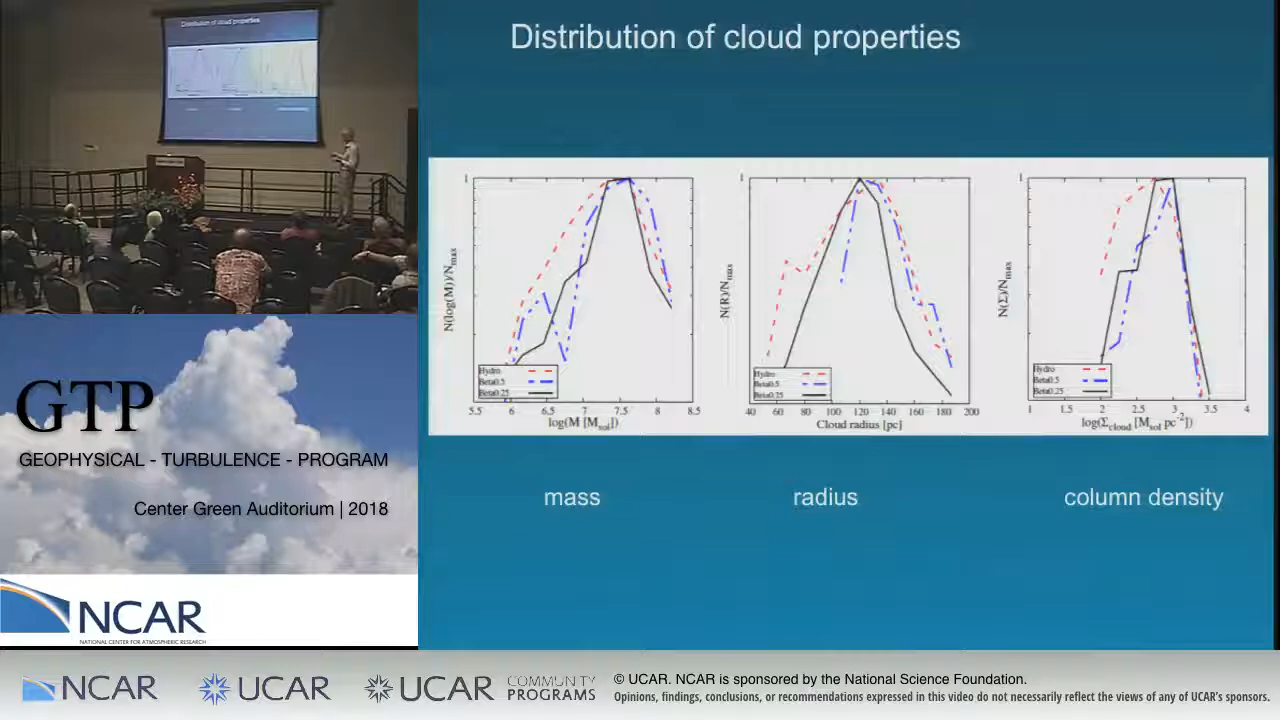 Distribution of cloud properties
Distribution of cloud properties
1
N(log(M))/Nmax
Hydro
Beta0.5
Beta0.25
5.5 6 6.5 7 7.5 8 8.5
log(M [Msol])
1
N(R)/Nmax
Hydro
Beta0.5
Beta0.25
40 60 80 100 120 140 160 180 200
Cloud radius [pc]
1
N(Σ)/Nmax
Hydro
Beta0.5
Beta0.25
1 1.5 2 2.5 3 3.5 4
log(Σcloud [Msol pc-2])
mass radius column density
GTP
GEOPHYSICAL - TURBULENCE - PROGRAM
Center Green Auditorium | 2018
NCAR
NATIONAL CENTER FOR ATMOSPHERIC RESEARCH
NCAR UCAR UCAR COMMUNITY PROGRAMS
© UCAR. NCAR is sponsored by the National Science Foundation.
Opinions, findings, conclusions, or recommendations expressed in this video do not necessarily reflect the views of any of UCAR's sponsors.